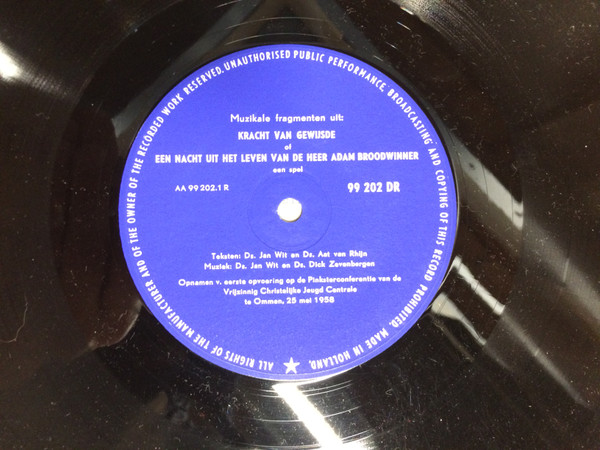 ALL RIGHTS OF THE MANUFACTURER AND OF THE OWNER OF THE RECORDED WORK RESERVED. UNAUTHORISED PUBLIC PERFORMANCE, BROADCASTING AND COPYING OF THIS RECORD PROHIBITED. MADE IN HOLLAND.
Muzikale fragmenten uit:
KRACHT VAN GEWIJSDE
of
EEN NACHT UIT HET LEVEN VAN DE HEER ADAM BROODWINNER
een spel
AA 99 202.1 R 99 202 DR
Teksten: Ds. Jan Wit en Ds. Aat van Rhijn
Muziek: Ds. Jan Wit en Ds. Dick Zevenbergen
Opnamen v. eerste opvoering op de Pinksterconferentie van de
Vrijzinnig Christelijke Jeugd Centrale
te Ommen, 25 mei 1958